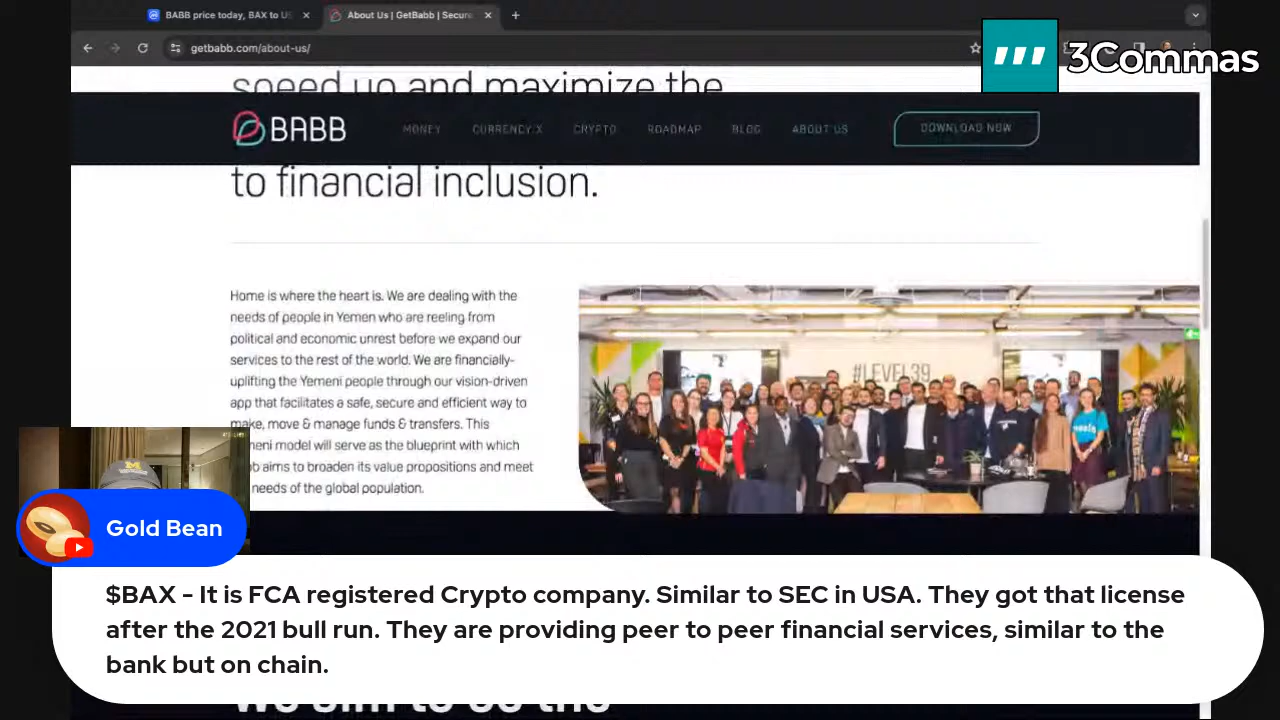 BABB price today, BAX to U
About Us | GetBabb | Secur
getbabb.com/about-us/
3Commas
speed up and maximize the
BABB
MONEY
CURRENCY X
CRYPTO
ROADMAP
BLOG
ABOUT US
DOWNLOAD NOW
to financial inclusion.
Home is where the heart is. We are dealing with the
needs of people in Yemen who are reeling from
political and economic unrest before we expand our
services to the rest of the world. We are financially-
uplifting the Yemeni people through our vision-driven
app that facilitates a safe, secure and efficient way to
make, move & manage funds & transfers. This
meni model will serve as the blueprint with which
b aims to broaden its value propositions and meet
needs of the global population.
#LEVEL39
M
Gold Bean
$BAX - It is FCA registered Crypto company. Similar to SEC in USA. They got that license
after the 2021 bull run. They are providing peer to peer financial services, similar to the
bank but on chain.
We aim to be the